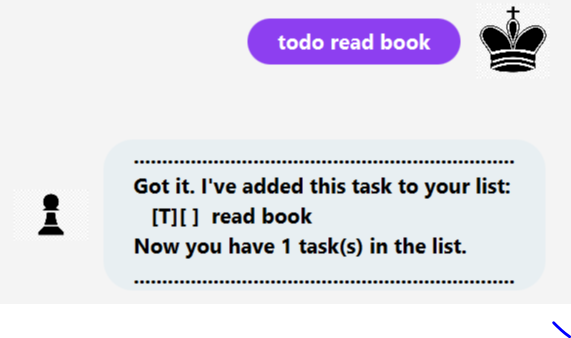 todo read book
...............................................................
Got it. I've added this task to your list:
[T][ ] read book
Now you have 1 task(s) in the list.
...............................................................